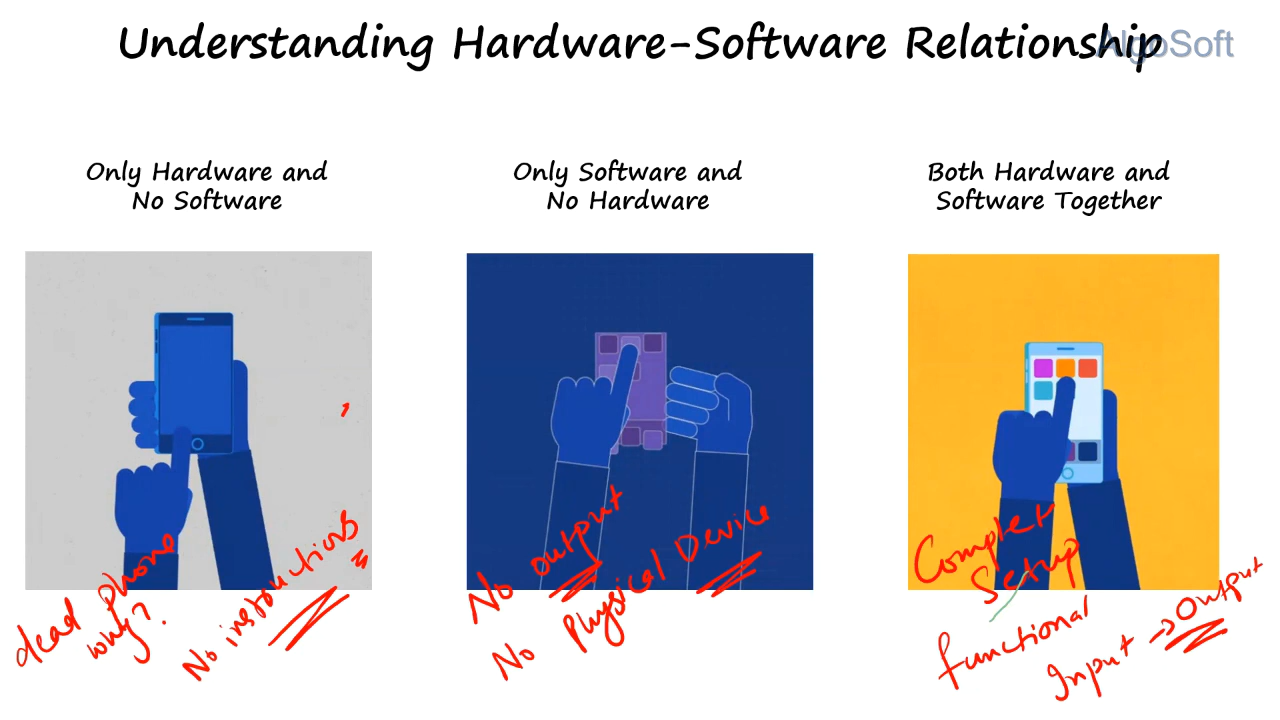 Understanding Hardware-Software Relationship
AlgoSoft
Only Hardware and
No Software
Only Software and
No Hardware
Both Hardware and
Software Together
dead phone
why?
No instructions
No output
No Physical Device
Complet
Setup
functional
Input → Output